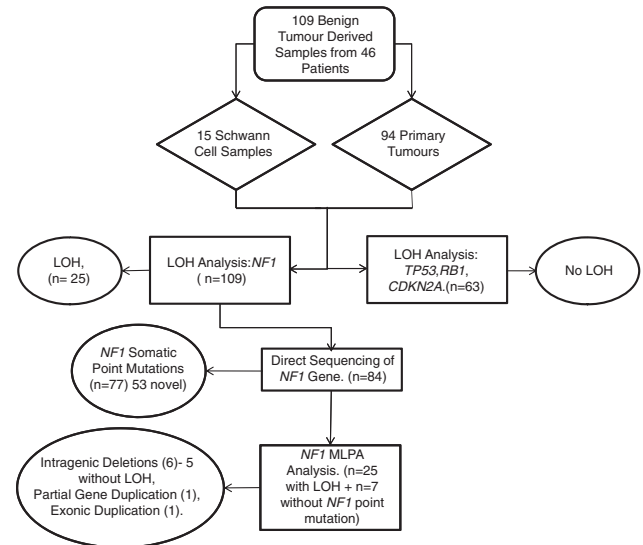 109 Benign
Tumour Derived
Samples from 46
Patients
15 Schwann
Cell Samples
94 Primary
Tumours
LOH,
(n= 25)
LOH Analysis:NF1
( n=109)
LOH Analysis:
TP53,RB1,
CDKN2A.(n=63)
No LOH
NF1 Somatic
Point Mutations
(n=77) 53 novel)
Direct Sequencing of
NF1 Gene. (n=84)
Intragenic Deletions (6)- 5
without LOH,
Partial Gene Duplication (1),
Exonic Duplication (1).
NF1 MLPA
Analysis. (n=25
with LOH + n=7
without NF1 point
mutation)